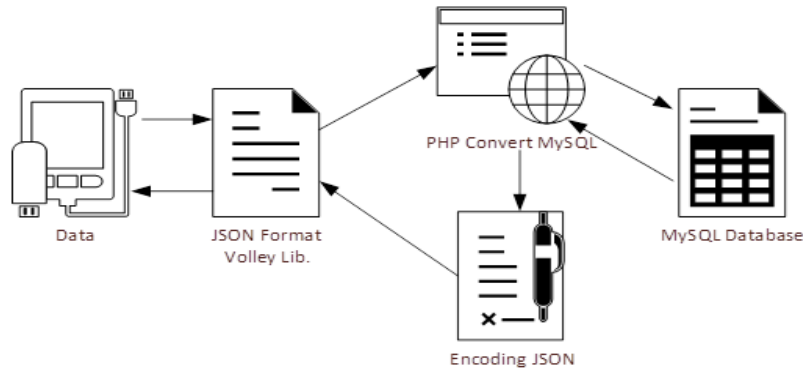 PHP Convert MySQL
Data
JSON Format
Volley Lib.
MySQL Database
Encoding JSON